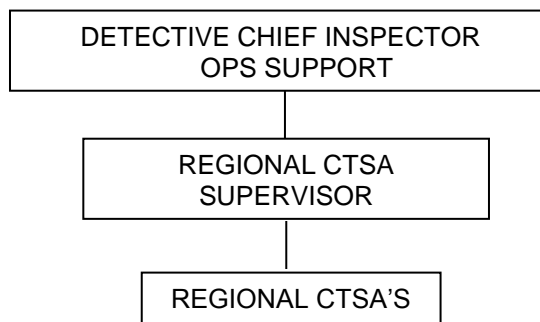 DETECTIVE CHIEF INSPECTOR
OPS SUPPORT
REGIONAL CTSA
SUPERVISOR
REGIONAL CTSA’S